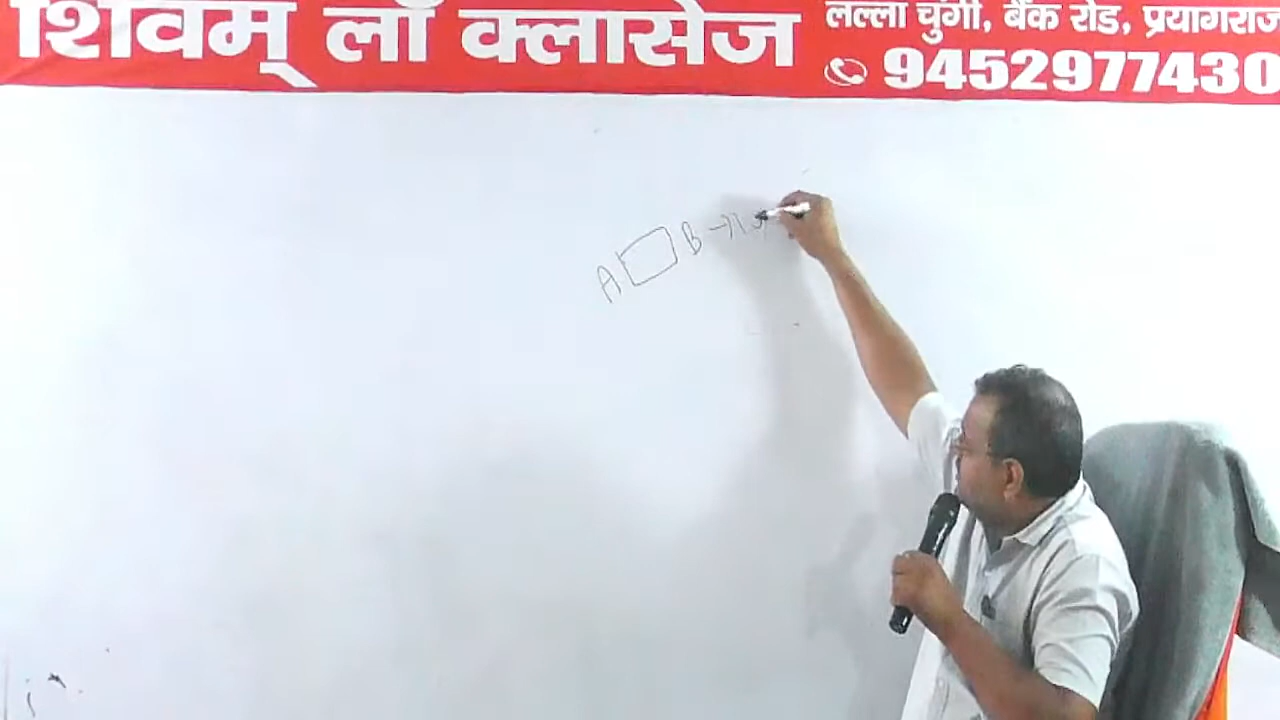 शिवम् लॉ क्लासेज
लल्ला चुंगी, बैंक रोड, प्रयागराज
9452977430
A B →